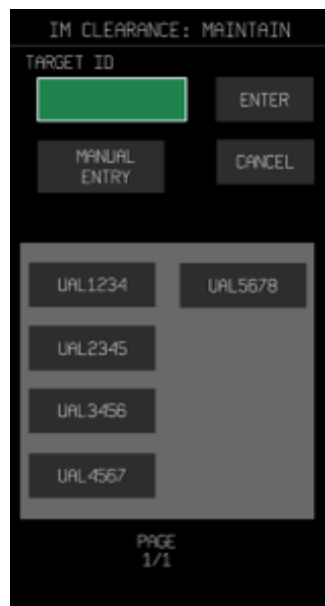 IM CLEARANCE: MAINTAIN
TARGET ID
ENTER
MANUAL
ENTRY
CANCEL
UAL1234
UAL5678
UAL2345
UAL3456
UAL4567
PAGE
1/1